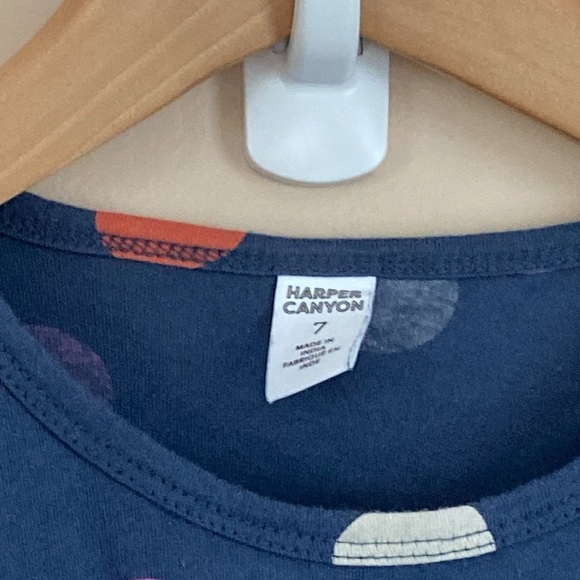 HARPER
CANYON
7
MADE IN
INDIA
FABRIQUÉ EN
INDE